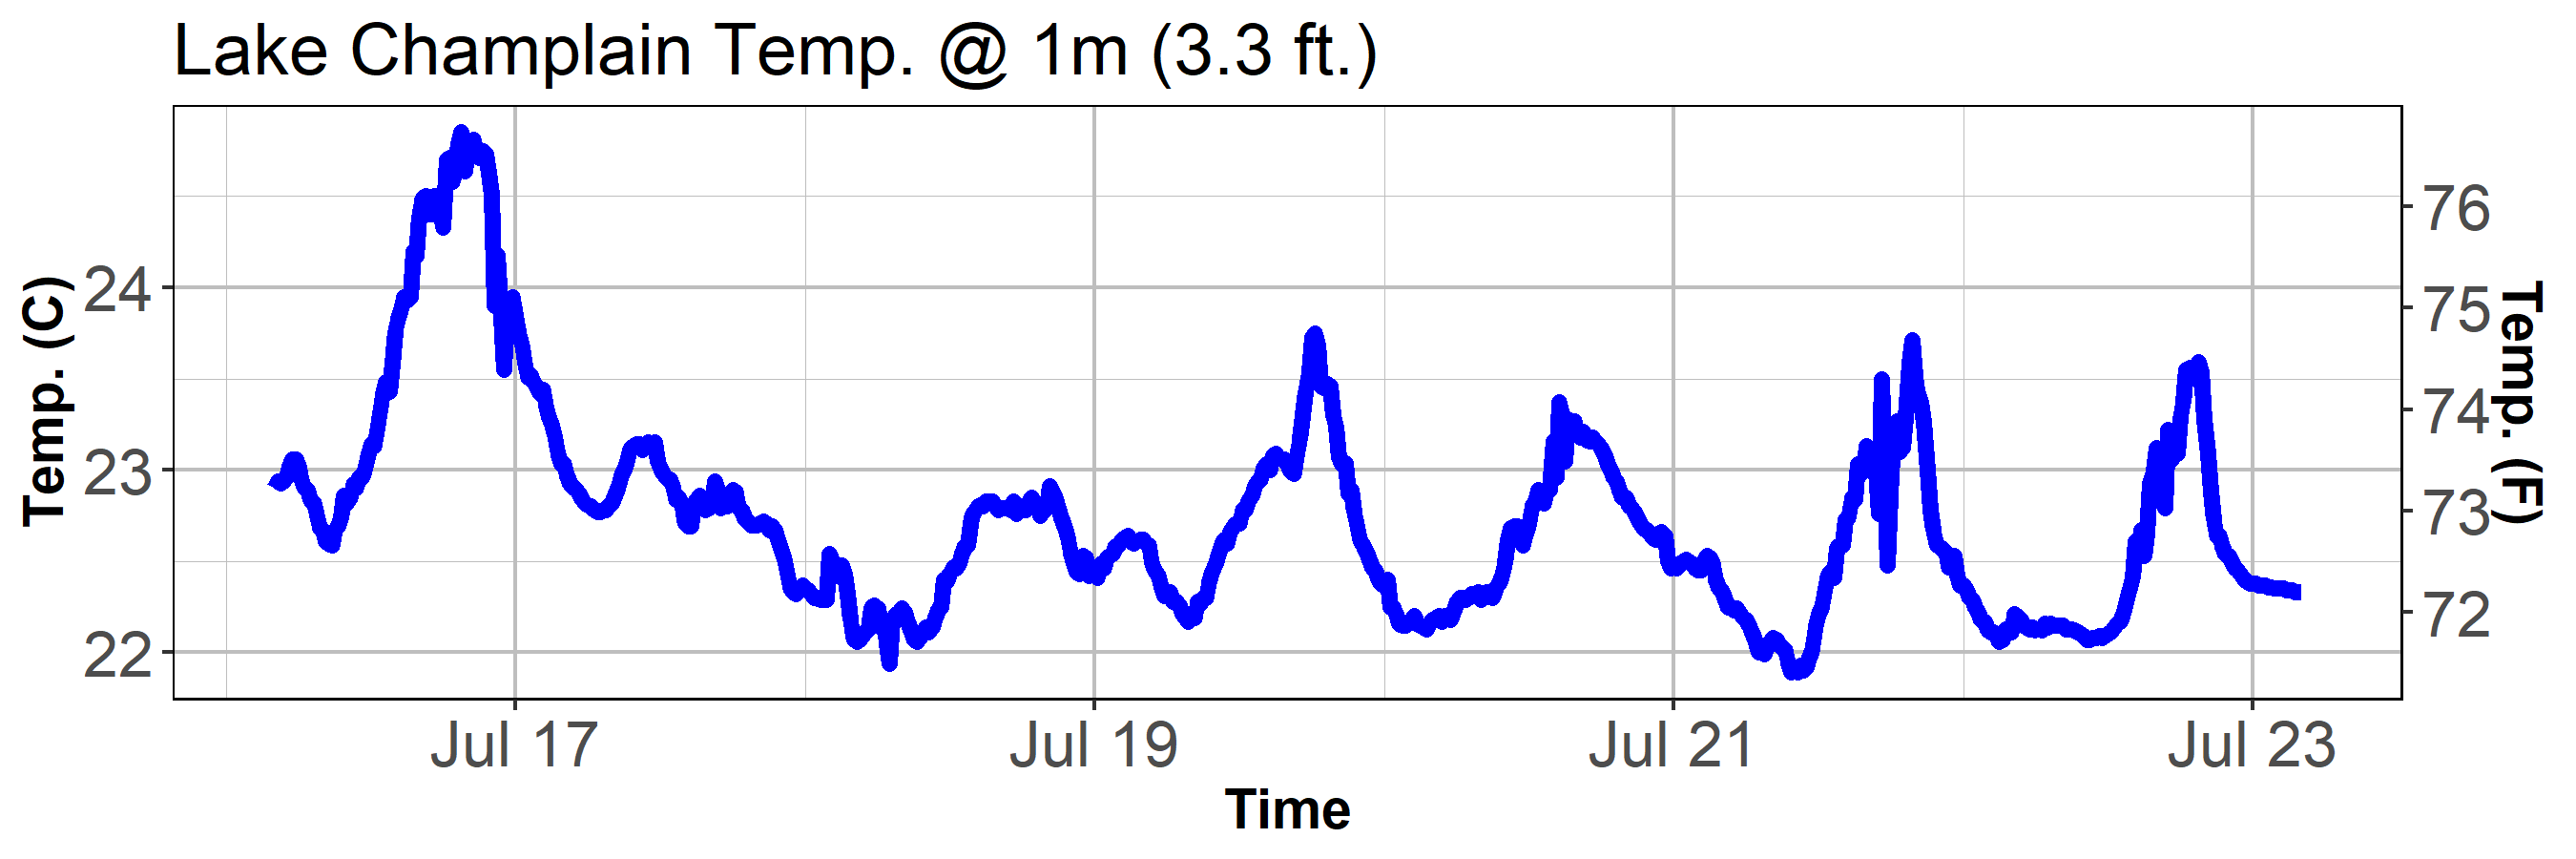 Lake Champlain Temp. @ 1m (3.3 ft.)
Temp. (C)
24
23
22
76
75
74
73
72
Temp. (F)
Jul 17
Jul 19
Jul 21
Jul 23
Time